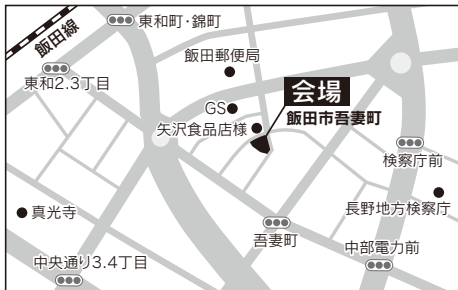 東和町・錦町
飯田線
飯田郵便局
東和2.3丁目
会場
飯田市吾妻町
GS
矢沢食品店様
検察庁前
長野地方検察庁
真光寺
吾妻町
中部電力前
中央通り3.4丁目